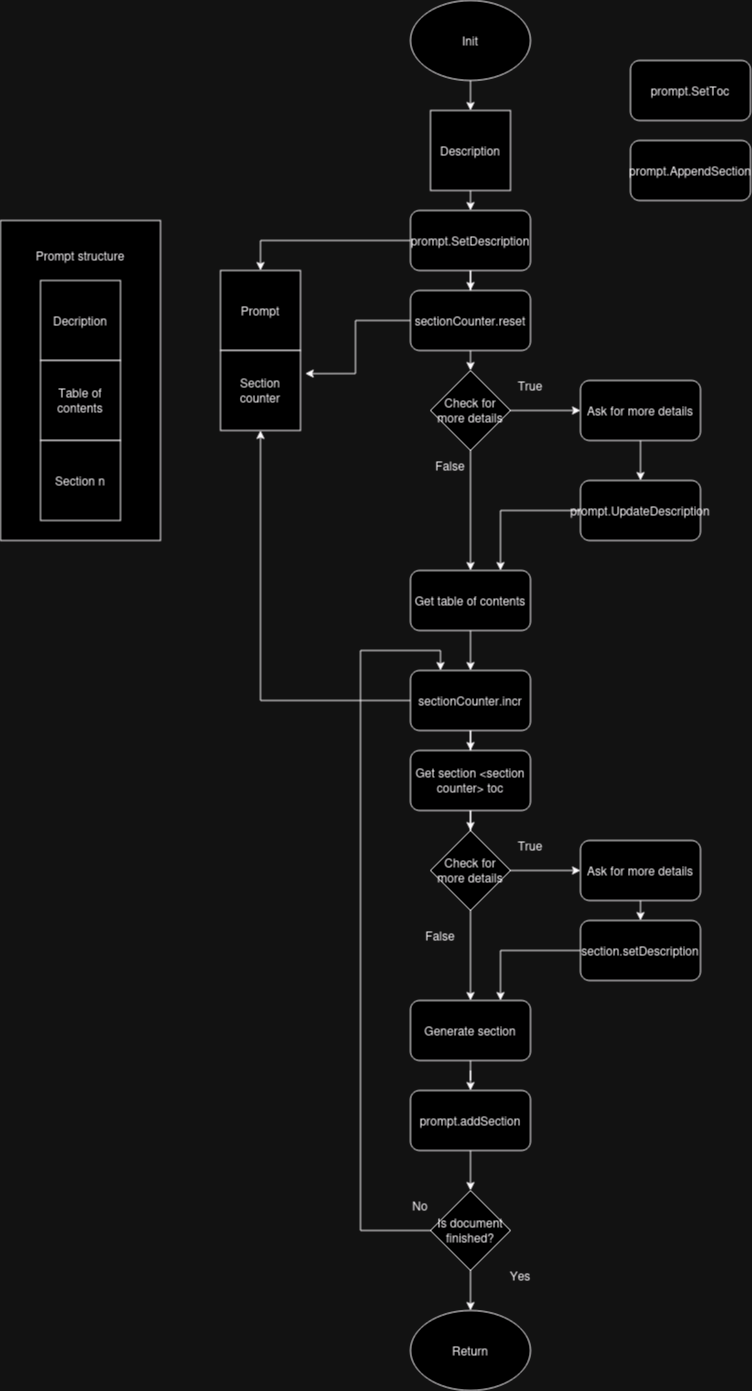 Init
prompt.SetToc
Description
prompt.AppendSection
prompt.SetDescription
Prompt structure
Decription
Table of
contents
Section n
Prompt
Section
counter
sectionCounter.reset
Check for
more details
True
Ask for more details
False
prompt.UpdateDescription
Get table of contents
sectionCounter.incr
Get section <section
counter> toc
Check for
more details
True
Ask for more details
False
section.setDescription
Generate section
prompt.addSection
No
Is document
finished?
Yes
Return